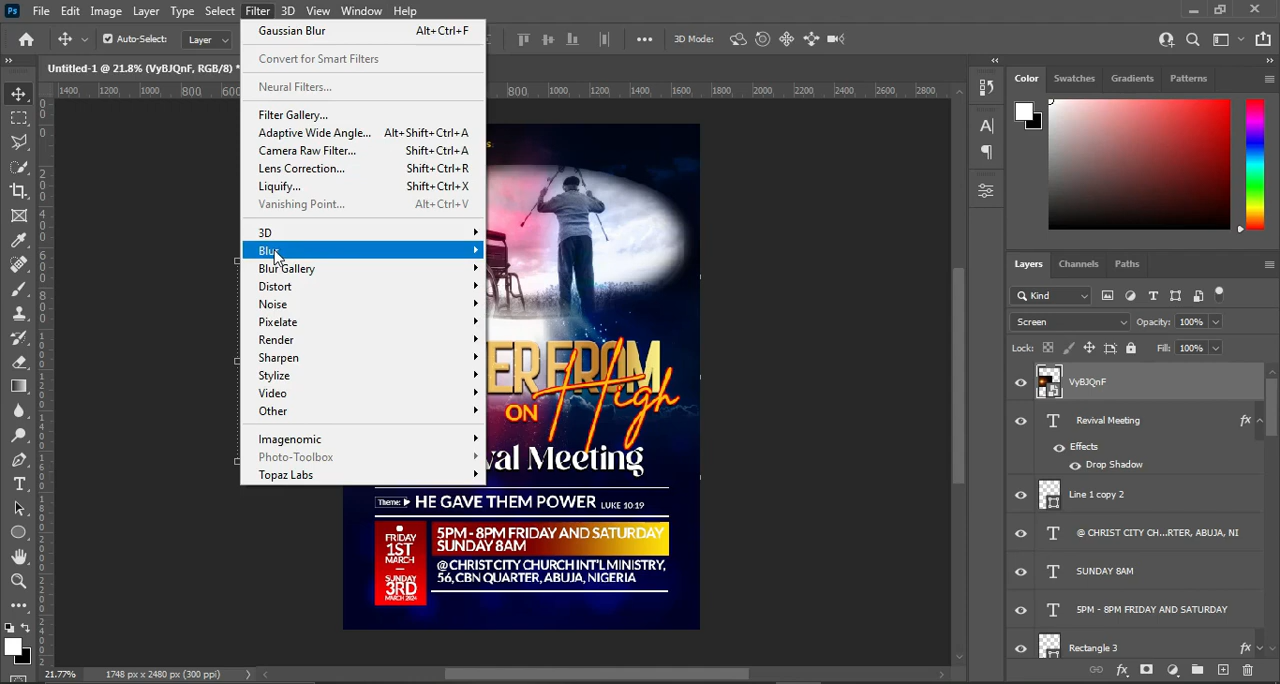 Ps File Edit Image Layer Type Select Filter 3D View Window Help
Auto-Select: Layer 3D Mode:
Untitled-1 @ 21.8% (VyBJQnF, RGB/8) *
1400 1200 1000 800 800 1000 1200 1400 1600 1800 2000 2200 2400 2600 2800
Gaussian Blur Alt+Ctrl+F
Convert for Smart Filters
Neural Filters...
Filter Gallery...
Adaptive Wide Angle... Alt+Shift+Ctrl+A
Camera Raw Filter... Shift+Ctrl+A
Lens Correction... Shift+Ctrl+R
Liquify... Shift+Ctrl+X
Vanishing Point... Alt+Ctrl+V
3D
Blur
Blur Gallery
Distort
Noise
Pixelate
Render
Sharpen
Stylize
Video
Other
Imagenomic
Photo-Toolbox
Topaz Labs
ER FROM
ON High
val Meeting
Theme: HE GAVE THEM POWER LUKE 10:19
FRIDAY
1ST
MARCH
SUNDAY
3RD
MARCH 2024
5PM - 8PM FRIDAY AND SATURDAY
SUNDAY 8AM
@ CHRIST CITY CHURCH INT'L MINISTRY,
56, CBN QUARTER, ABUJA, NIGERIA
Color Swatches Gradients Patterns
Layers Channels Paths
Kind
Screen Opacity: 100%
Lock: Fill: 100%
VyBJQnF
Revival Meeting fx
Effects
Drop Shadow
Line 1 copy 2
@ CHRIST CITY CH...RTER, ABUJA, NI
SUNDAY 8AM
5PM - 8PM FRIDAY AND SATURDAY
Rectangle 3 fx
21.77% 1748 px x 2480 px (300 ppi)